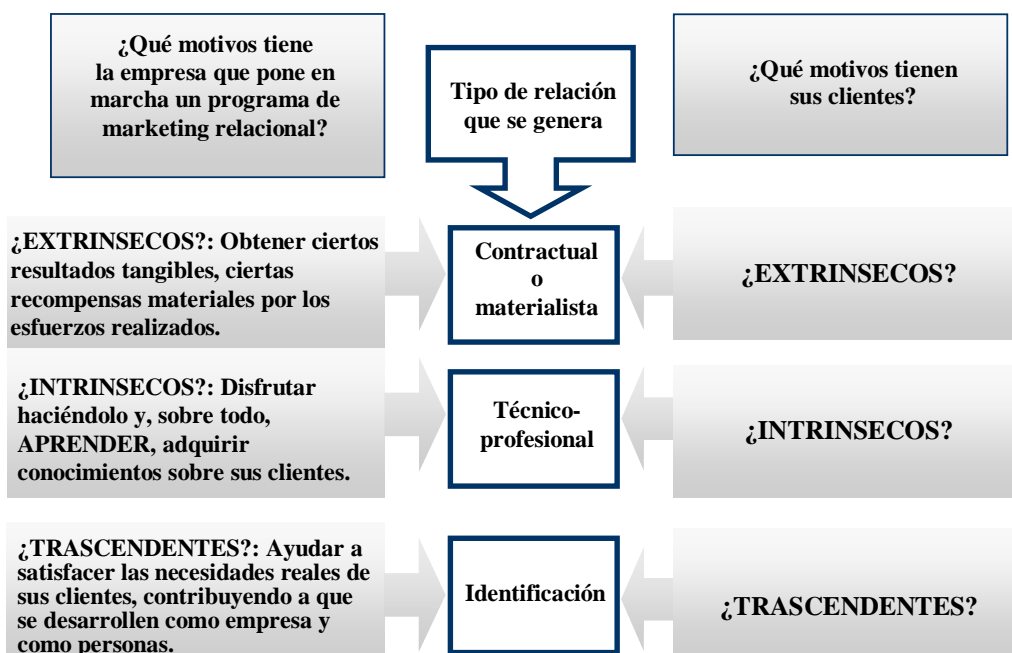 ¿Qué motivos tiene
la empresa que pone en
marcha un programa de
marketing relacional?
Tipo de relación
que se genera
¿Qué motivos tienen
sus clientes?
¿EXTRINSECOS?: Obtener ciertos
resultados tangibles, ciertas
recompensas materiales por los
esfuerzos realizados.
Contractual
o
materialista
¿EXTRINSECOS?
¿INTRINSECOS?: Disfrutar
haciéndolo y, sobre todo,
APRENDER, adquirir
conocimientos sobre sus clientes.
Técnico-
profesional
¿INTRINSECOS?
¿TRASCENDENTES?: Ayudar a
satisfacer las necesidades reales de
sus clientes, contribuyendo a que
se desarrollen como empresa y
como personas.
Identificación
¿TRASCENDENTES?